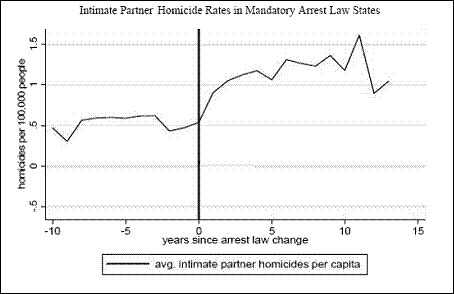 Intimate Partner Homicide Rates in Mandatory Arrest Law States
homicides per 100,000 people
1.5
1
.5
0
-.5
-10 -5 0 5 10 15
years since arrest law change
avg. intimate partner homicides per capita